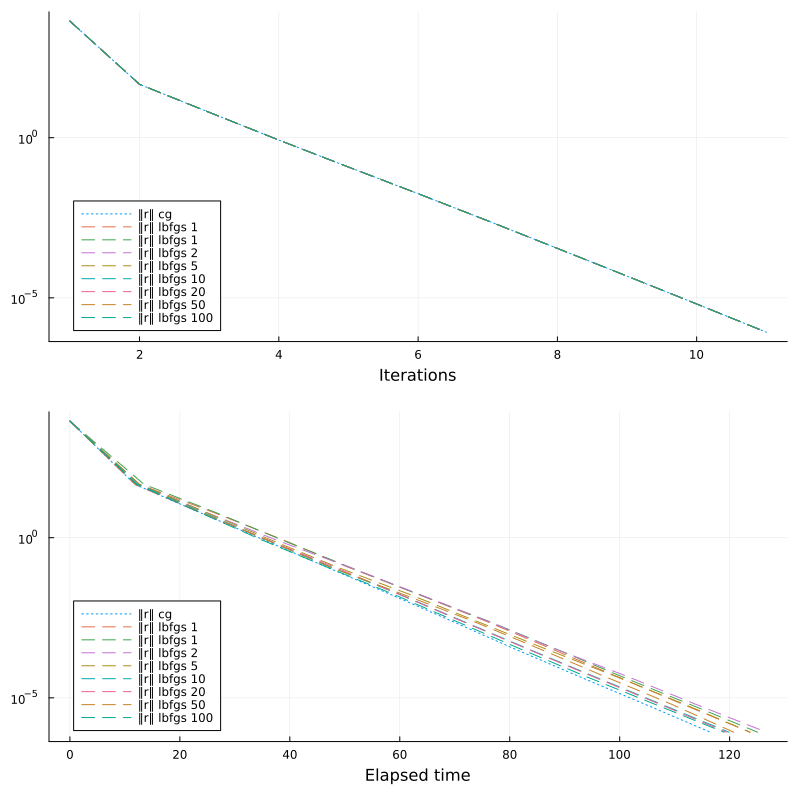 10⁰
10⁻⁵
‖r‖ cg
‖r‖ lbfgs 1
‖r‖ lbfgs 1
‖r‖ lbfgs 2
‖r‖ lbfgs 5
‖r‖ lbfgs 10
‖r‖ lbfgs 20
‖r‖ lbfgs 50
‖r‖ lbfgs 100
2 4 6 8 10
Iterations
10⁰
10⁻⁵
‖r‖ cg
‖r‖ lbfgs 1
‖r‖ lbfgs 1
‖r‖ lbfgs 2
‖r‖ lbfgs 5
‖r‖ lbfgs 10
‖r‖ lbfgs 20
‖r‖ lbfgs 50
‖r‖ lbfgs 100
0 20 40 60 80 100 120
Elapsed time